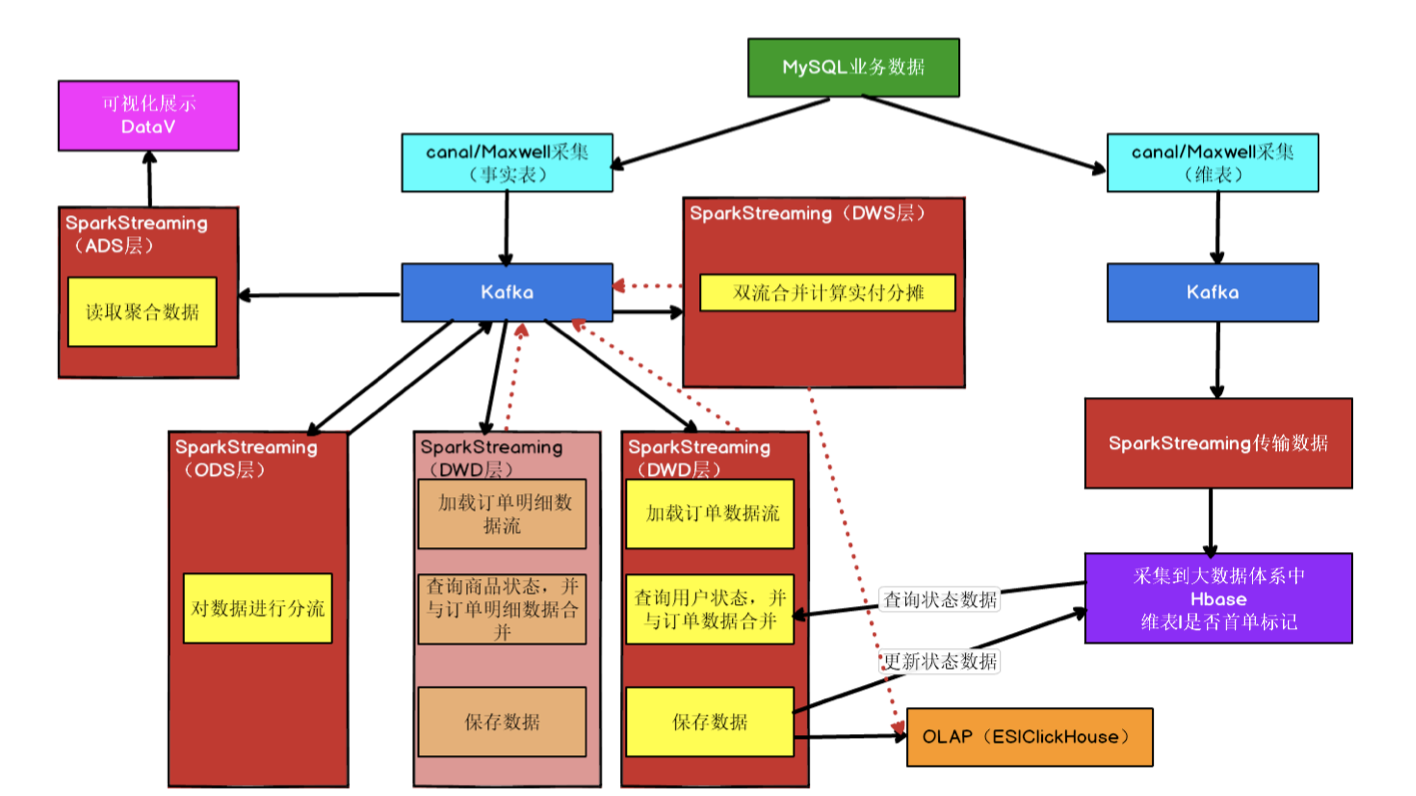 MySQL业务数据
可视化展示
DataV
canal/Maxwell采集
（事实表）
canal/Maxwell采集
（维表）
SparkStreaming
（ADS层）
读取聚合数据
Kafka
SparkStreaming（DWS层）
双流合并计算实付分摊
Kafka
SparkStreaming
（ODS层）
对数据进行分流
SparkStreaming
（DWD层）
加载订单明细数
据流
查询商品状态，并
与订单明细数据合
并
保存数据
SparkStreaming
（DWD层）
加载订单数据流
查询用户状态，并
与订单数据合并
保存数据
SparkStreaming传输数据
采集到大数据体系中
Hbase
维表|是否首单标记
查询状态数据
更新状态数据
OLAP（ES|ClickHouse）